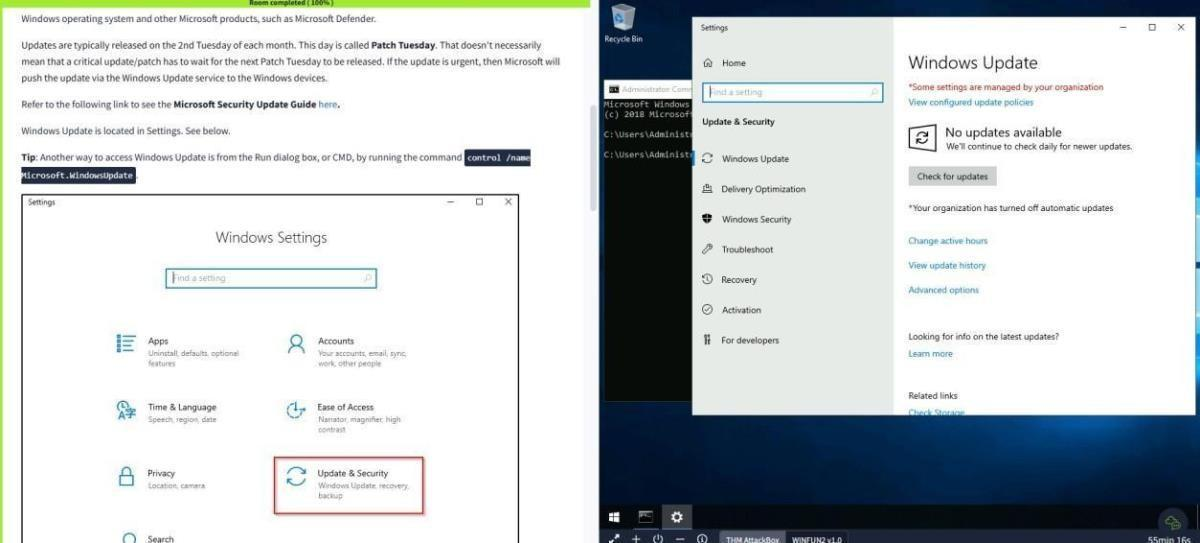 Room completed ( 100% )
Windows operating system and other Microsoft products, such as Microsoft Defender.
Updates are typically released on the 2nd Tuesday of each month. This day is called Patch Tuesday. That doesn't necessarily
mean that a critical update/patch has to wait for the next Patch Tuesday to be released. If the update is urgent, then Microsoft will
push the update via the Windows Update service to the Windows devices.
Refer to the following link to see the Microsoft Security Update Guide here.
Windows Update is located in Settings. See below.
Tip: Another way to access Windows Update is from the Run dialog box, or CMD, by running the command control /name
Microsoft.WindowsUpdate.
Settings
Windows Settings
Find a setting
Apps
Uninstall, defaults, optional
features
Accounts
Your accounts, email, sync,
work, other people
Time & Language
Speech, region, date
Ease of Access
Narrator, magnifier, high
contrast
Privacy
Location, camera
Update & Security
Windows Update, recovery,
backup
Search
Recycle Bin
Administrator: Comm
Microsoft Windows
(c) 2018 Microsoft
C:\Users\Administr
C:\Users\Administr
Settings
Home
Find a setting
Update & Security
Windows Update
Delivery Optimization
Windows Security
Troubleshoot
Recovery
Activation
For developers
Windows Update
*Some settings are managed by your organization
View configured update policies
No updates available
We'll continue to check daily for newer updates.
Check for updates
*Your organization has turned off automatic updates
Change active hours
View update history
Advanced options
Looking for info on the latest updates?
Learn more
Related links
Check Storage
THM AttackBox
WINFUN2 v1.0
55min 16s